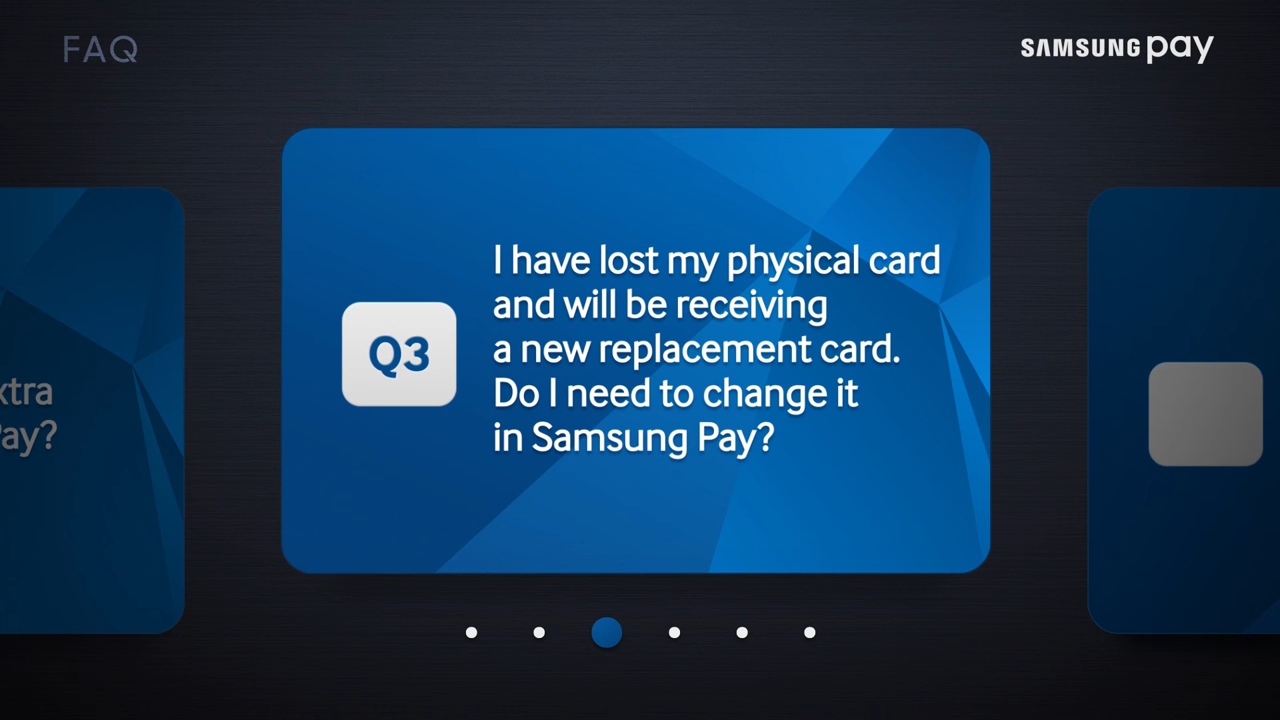 FAQ
SAMSUNG pay
Q3
I have lost my physical card
and will be receiving
a new replacement card.
Do I need to change it
in Samsung Pay?